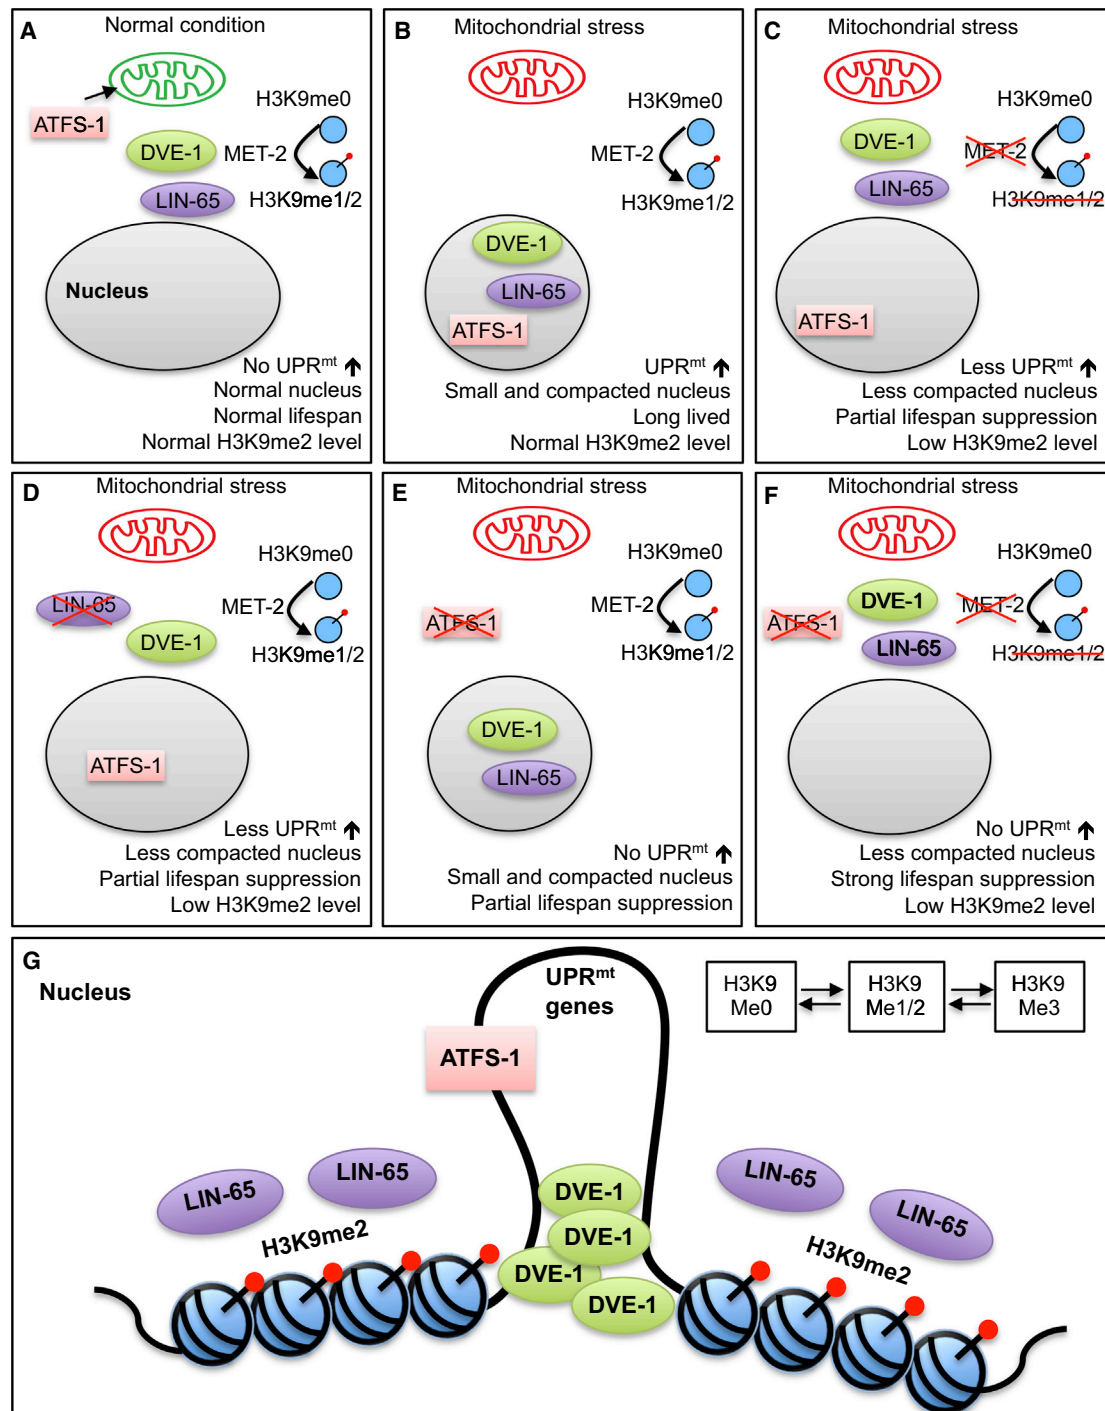 A
Normal condition
ATFS-1
DVE-1
LIN-65
MET-2
H3K9me0
H3K9me1/2
Nucleus
No UPRmt ↑
Normal nucleus
Normal lifespan
Normal H3K9me2 level
B
Mitochondrial stress
H3K9me0
MET-2
H3K9me1/2
DVE-1
LIN-65
ATFS-1
UPRmt ↑
Small and compacted nucleus
Long lived
Normal H3K9me2 level
C
Mitochondrial stress
H3K9me0
DVE-1
MET-2
LIN-65
H3K9me1/2
ATFS-1
Less UPRmt ↑
Less compacted nucleus
Partial lifespan suppression
Low H3K9me2 level
D
Mitochondrial stress
H3K9me0
LIN-65
MET-2
DVE-1
H3K9me1/2
ATFS-1
Less UPRmt ↑
Less compacted nucleus
Partial lifespan suppression
Low H3K9me2 level
E
Mitochondrial stress
H3K9me0
ATFS-1
MET-2
H3K9me1/2
DVE-1
LIN-65
No UPRmt ↑
Small and compacted nucleus
Partial lifespan suppression
F
Mitochondrial stress
H3K9me0
ATFS-1
DVE-1
MET-2
LIN-65
H3K9me1/2
No UPRmt ↑
Less compacted nucleus
Strong lifespan suppression
Low H3K9me2 level
G
Nucleus
UPRmt
genes
H3K9
Me0
H3K9
Me1/2
H3K9
Me3
ATFS-1
LIN-65
LIN-65
H3K9me2
DVE-1
DVE-1
DVE-1
DVE-1
LIN-65
LIN-65
H3K9me2